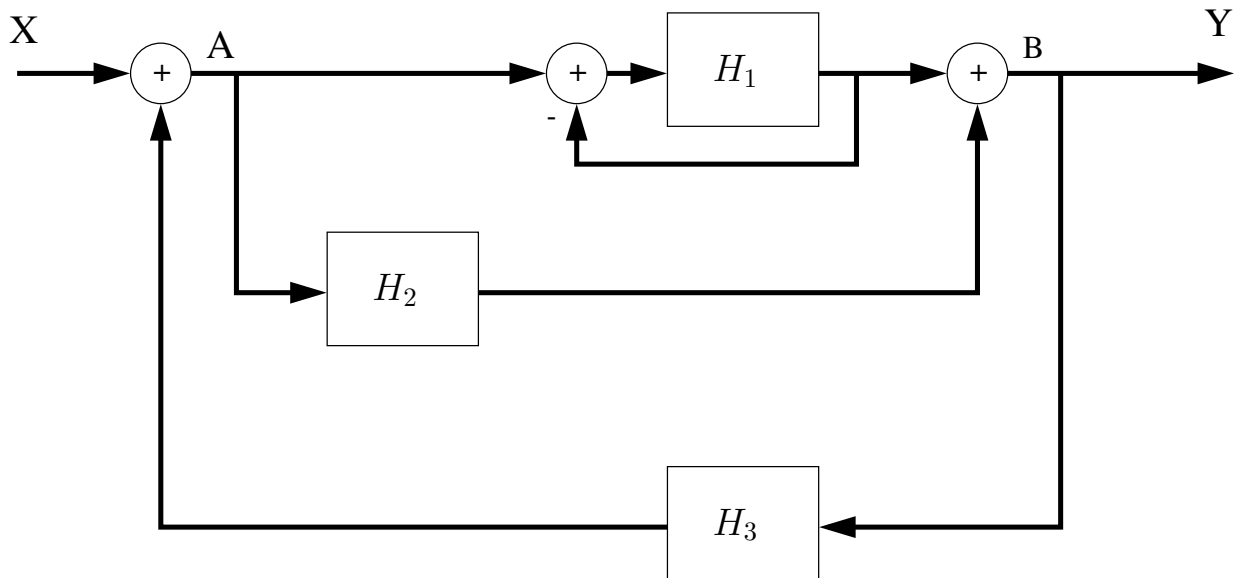 X
A
B
Y
+
+
H₁
+
-
H₂
H₃